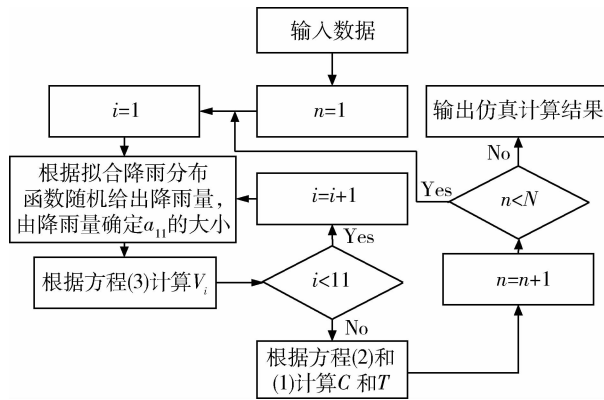 输入数据
n=1
i=1
根据拟合降雨分布
函数随机给出降雨量，
由降雨量确定a₁₁的大小
根据方程(3)计算Vᵢ
i<11
Yes
i=i+1
No
根据方程(2)和
(1)计算C 和T
n=n+1
n<N
Yes
No
输出仿真计算结果